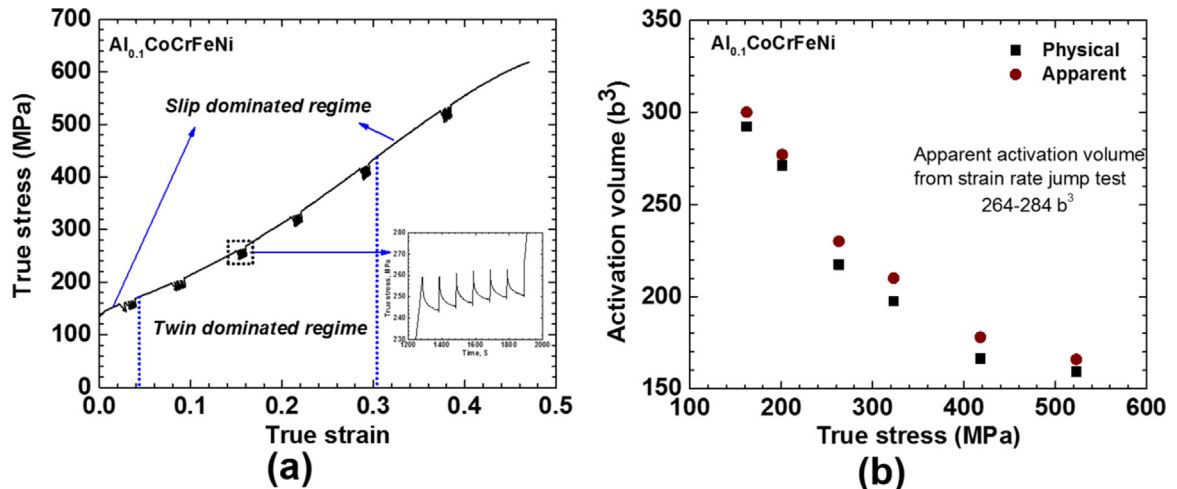 Al0.1CoCrFeNi
Slip dominated regime
Twin dominated regime
True stress (MPa)
700
600
500
400
300
200
100
0
0.0 0.1 0.2 0.3 0.4 0.5
True strain
True stress, MPa
280
270
260
250
240
230
1200 1400 1600 1800 2000
Time, S
(a)
Al0.1CoCrFeNi
Physical
Apparent
Apparent activation volume
from strain rate jump test
264-284 b³
Activation volume (b³)
350
300
250
200
150
100 200 300 400 500 600
True stress (MPa)
(b)